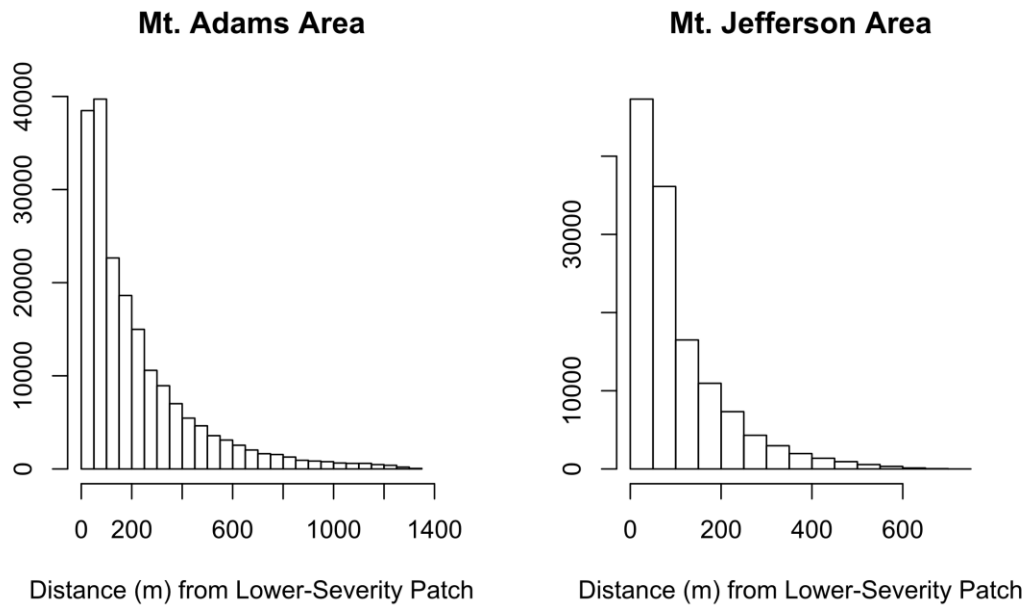 Mt. Adams Area
40000
30000
20000
10000
0
0 200 600 1000 1400
Distance (m) from Lower-Severity Patch
Mt. Jefferson Area
30000
10000
0
0 200 400 600
Distance (m) from Lower-Severity Patch